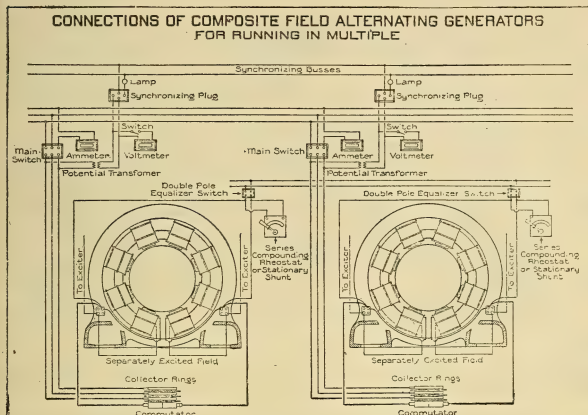 CONNECTIONS OF COMPOSITE FIELD ALTERNATING GENERATORS
FOR RUNNING IN MULTIPLE
Synchronizing Busses
Lamp
Synchronizing Plug
Lamp
Synchronizing Plug
Switch
Main
Switch
Ammeter
Voltmeter
Potential Transfomer
Switch
Main Switch
Ammeter
Voltmeter
Potential Transfomer
Double Pole
Equalizer Switch
Double Pole Equalizer Switch
To Exciter
To Exciter
Series
Compounding
Rheostat
or Stationary
Shunt
To Exciter
To Exciter
Series
Compounding
Rheostat
or Stationary
Shunt
Separately Excited Field
Separately Excited Field
Collector Rings
Collector Rings
Commutator
Commutator